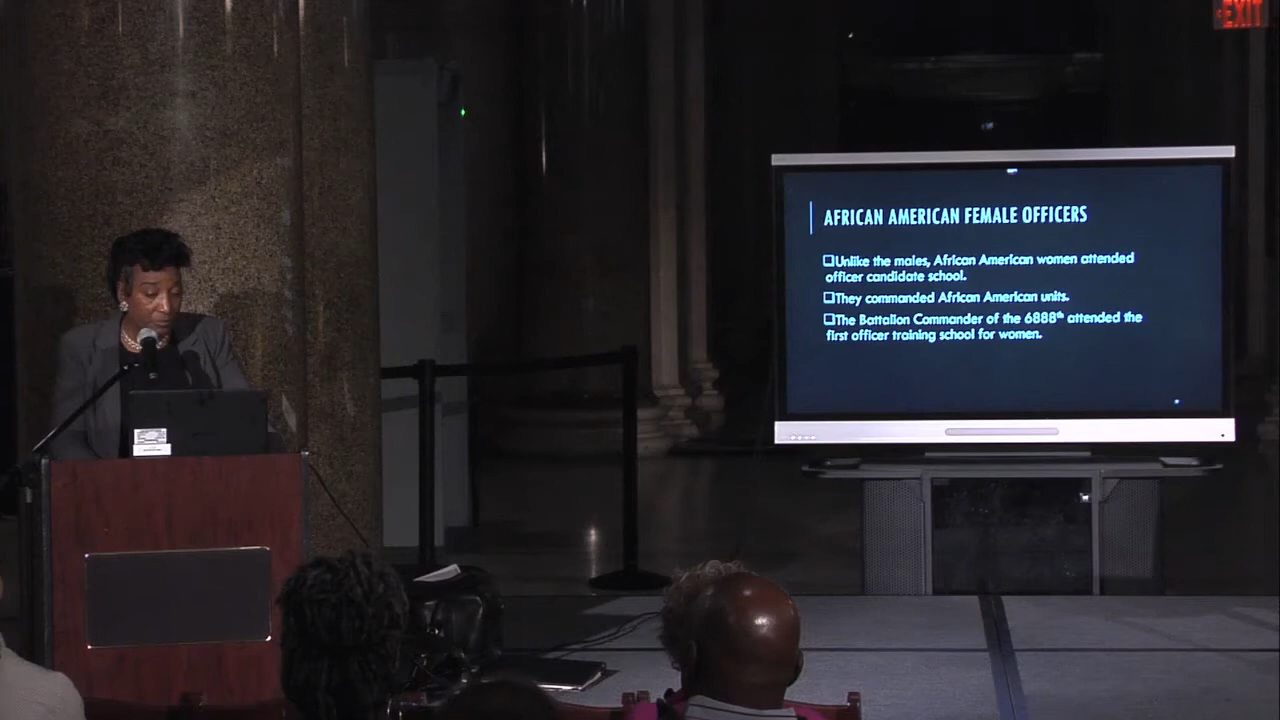 EXIT
AFRICAN AMERICAN FEMALE OFFICERS
❑Unlike the males, African American women attended
officer candidate school.
❑They commanded African American units.
❑The Battalion Commander of the 6888th attended the
first officer training school for women.